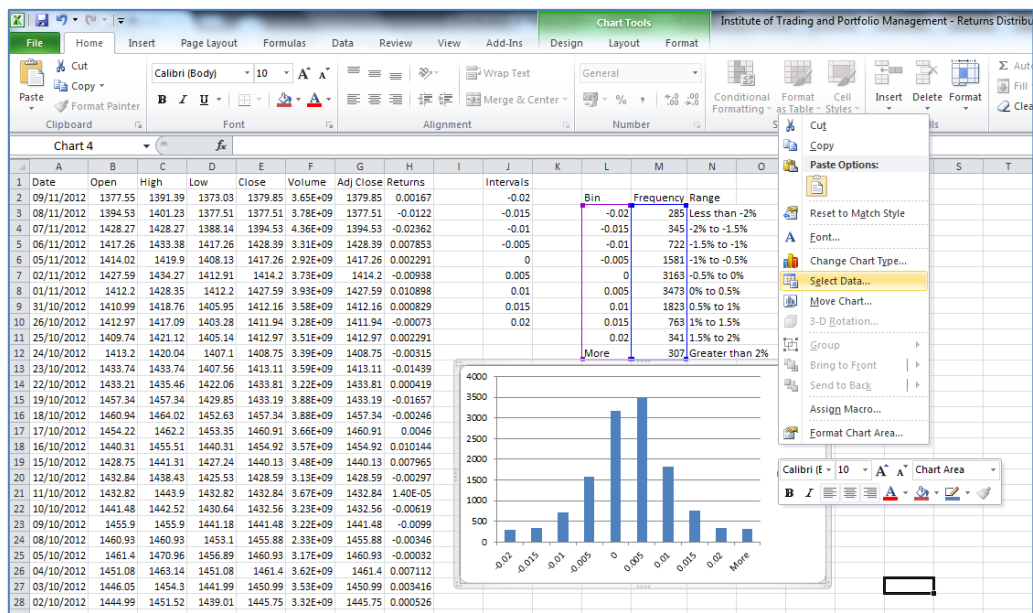 Chart Tools Institute of Trading and Portfolio Management - Returns Distribu
File Home Insert Page Layout Formulas Data Review View Add-Ins Design Layout Format
Paste
Cut
Copy
Format Painter
Clipboard
Calibri (Body) 10 A A
B I U A
Font
Wrap Text
Merge & Center
Alignment
General
% , .0 .00 .00 .0
Number
Conditional Formatting
Format as Table
Cell Styles
S
Insert Delete Format
lls
Σ Aut
Fill
Clea
Chart 4 fx
A B C D E F G H I J K L M N O S T
1 Date Open High Low Close Volume Adj Close Returns Intervals
2 09/11/2012 1377.55 1391.39 1373.03 1379.85 3.65E+09 1379.85 0.00167 -0.02 Bin Frequency Range
3 08/11/2012 1394.53 1401.23 1377.51 1377.51 3.78E+09 1377.51 -0.0122 -0.015 -0.02 285 Less than -2%
4 07/11/2012 1428.27 1428.27 1388.14 1394.53 4.36E+09 1394.53 -0.02362 -0.01 -0.015 345 -2% to -1.5%
5 06/11/2012 1417.26 1433.38 1417.26 1428.39 3.31E+09 1428.39 0.007853 -0.005 -0.01 722 -1.5% to -1%
6 05/11/2012 1414.02 1419.9 1408.13 1417.26 2.92E+09 1417.26 0.002291 0 -0.005 1581 -1% to -0.5%
7 02/11/2012 1427.59 1434.27 1412.91 1414.2 3.73E+09 1414.2 -0.00938 0.005 0 3163 -0.5% to 0%
8 01/11/2012 1412.2 1428.35 1412.2 1427.59 3.93E+09 1427.59 0.010898 0.01 0.005 3473 0% to 0.5%
9 31/10/2012 1410.99 1418.76 1405.95 1412.16 3.58E+09 1412.16 0.000829 0.015 0.01 1823 0.5% to 1%
10 26/10/2012 1412.97 1417.09 1403.28 1411.94 3.28E+09 1411.94 -0.00073 0.02 0.015 763 1% to 1.5%
11 25/10/2012 1409.74 1421.12 1405.14 1412.97 3.51E+09 1412.97 0.002291 0.02 341 1.5% to 2%
12 24/10/2012 1413.2 1420.04 1407.1 1408.75 3.39E+09 1408.75 -0.00315 More 307 Greater than 2%
13 23/10/2012 1433.74 1433.74 1407.56 1413.11 3.59E+09 1413.11 -0.01439
14 22/10/2012 1433.21 1435.46 1422.06 1433.81 3.22E+09 1433.81 0.000419
15 19/10/2012 1457.34 1457.34 1429.85 1433.19 3.88E+09 1433.19 -0.01657
16 18/10/2012 1460.94 1464.02 1452.63 1457.34 3.88E+09 1457.34 -0.00246
17 17/10/2012 1454.22 1462.2 1453.35 1460.91 3.66E+09 1460.91 0.0046
18 16/10/2012 1440.31 1455.51 1440.31 1454.92 3.57E+09 1454.92 0.010144
19 15/10/2012 1428.75 1441.31 1427.24 1440.13 3.48E+09 1440.13 0.007965
20 12/10/2012 1432.84 1438.43 1425.53 1428.59 3.13E+09 1428.59 -0.00297
21 11/10/2012 1432.82 1443.9 1432.82 1432.84 3.67E+09 1432.84 1.40E-05
22 10/10/2012 1441.48 1442.52 1430.64 1432.56 3.23E+09 1432.56 -0.00619
23 09/10/2012 1455.9 1455.9 1441.18 1441.48 3.22E+09 1441.48 -0.0099
24 08/10/2012 1460.93 1460.93 1453.1 1455.88 2.33E+09 1455.88 -0.00346
25 05/10/2012 1461.4 1470.96 1456.89 1460.93 3.17E+09 1460.93 -0.00032
26 04/10/2012 1451.08 1463.14 1451.08 1461.4 3.62E+09 1461.4 0.007112
27 03/10/2012 1446.05 1454.3 1441.99 1450.99 3.53E+09 1450.99 0.003416
28 02/10/2012 1444.99 1451.52 1439.01 1445.75 3.32E+09 1445.75 0.000526
4000
3500
3000
2500
2000
1500
1000
500
0
-0.02 -0.015 -0.01 -0.005 0 0.005 0.01 0.015 0.02 More
Cut
Copy
Paste Options:
Reset to Match Style
Font...
Change Chart Type...
Select Data...
Move Chart...
3-D Rotation...
Group
Bring to Front
Send to Back
Assign Macro...
Format Chart Area...
Calibri (E 10 A A Chart Area
B I A